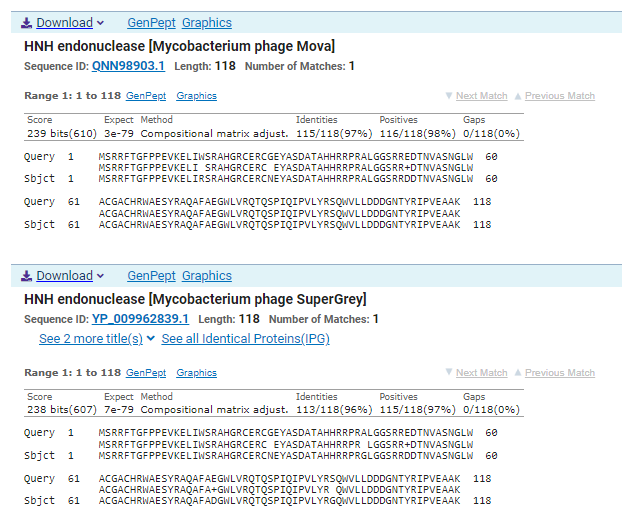 Download GenPept Graphics
HNH endonuclease [Mycobacterium phage Mova]
Sequence ID: QNN98903.1 Length: 118 Number of Matches: 1
Range 1: 1 to 118 GenPept Graphics Next Match Previous Match
Score Expect Method Identities Positives Gaps
239 bits(610) 3e-79 Compositional matrix adjust. 115/118(97%) 116/118(98%) 0/118(0%)
Query 1 MSRRFTGFPPEVKELIWSRAHGRCERCGEYASDATAHHRRPRALGGSRREDTNVASNGLW 60
MSRRFTGFPPEVKELI SRAHGRCERC EYASDATAHHRRPRALGGSRR+DTNVASNGLW
Sbjct 1 MSRRFTGFPPEVKELIRSRAHGRCERCNEYASDATAHHRRPRALGGSRRDDTNVASNGLW 60
Query 61 ACGACHRWAESYRAQAFAEGWLVRQTQSPIQIPVLYRSQWVLLDDDGNTYRIPVEAAK 118
ACGACHRWAESYRAQAFAEGWLVRQTQSPIQIPVLYRSQWVLLDDDGNTYRIPVEAAK
Sbjct 61 ACGACHRWAESYRAQAFAEGWLVRQTQSPIQIPVLYRSQWVLLDDDGNTYRIPVEAAK 118
Download GenPept Graphics
HNH endonuclease [Mycobacterium phage SuperGrey]
Sequence ID: YP_009962839.1 Length: 118 Number of Matches: 1
See 2 more title(s) See all Identical Proteins(IPG)
Range 1: 1 to 118 GenPept Graphics Next Match Previous Match
Score Expect Method Identities Positives Gaps
238 bits(607) 7e-79 Compositional matrix adjust. 113/118(96%) 115/118(97%) 0/118(0%)
Query 1 MSRRFTGFPPEVKELIWSRAHGRCERCGEYASDATAHHRRPRALGGSRREDTNVASNGLW 60
MSRRFTGFPPEVKELIWSRAHGRCERC EYASDATAHHRRPR LGGSRR+DTNVASNGLW
Sbjct 1 MSRRFTGFPPEVKELIWSRAHGRCERCNEYASDATAHHRRPRGLGGSRRDDTNVASNGLW 60
Query 61 ACGACHRWAESYRAQAFAEGWLVRQTQSPIQIPVLYRSQWVLLDDDGNTYRIPVEAAK 118
ACGACHRWAESYRAQAFA+GWLVRQTQSPIQIPVLYR QWVLLDDDGNTYRIPVEAAK
Sbjct 61 ACGACHRWAESYRAQAFADGWLVRQTQSPIQIPVLYRGQWVLLDDDGNTYRIPVEAAK 118